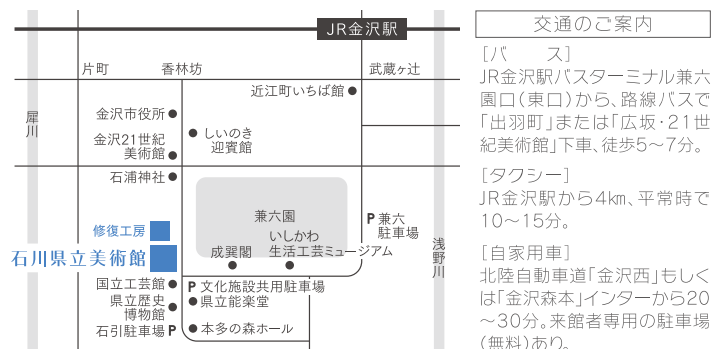 JR金沢駅
片町
香林坊
武蔵ヶ辻
近江町いちば館
犀川
金沢市役所
しいのき
迎賓館
金沢21世紀
美術館
石浦神社
兼六園
P 兼六
駐車場
修復工房
石川県立美術館
成巽閣
いしかわ
生活工芸ミュージアム
浅野川
国立工芸館
P 文化施設共用駐車場
県立歴史
博物館
県立能楽堂
石引駐車場 P
本多の森ホール
交通のご案内
[バス]
JR金沢駅バスターミナル兼六
園口(東口)から、路線バスで
「出羽町」または「広坂・21世
紀美術館」下車、徒歩5〜7分。
[タクシー]
JR金沢駅から4㎞、平常時で
10〜15分。
[自家用車]
北陸自動車道「金沢西」もしく
は「金沢森本」インターから20
〜30分。来館者専用の駐車場
(無料)あり。